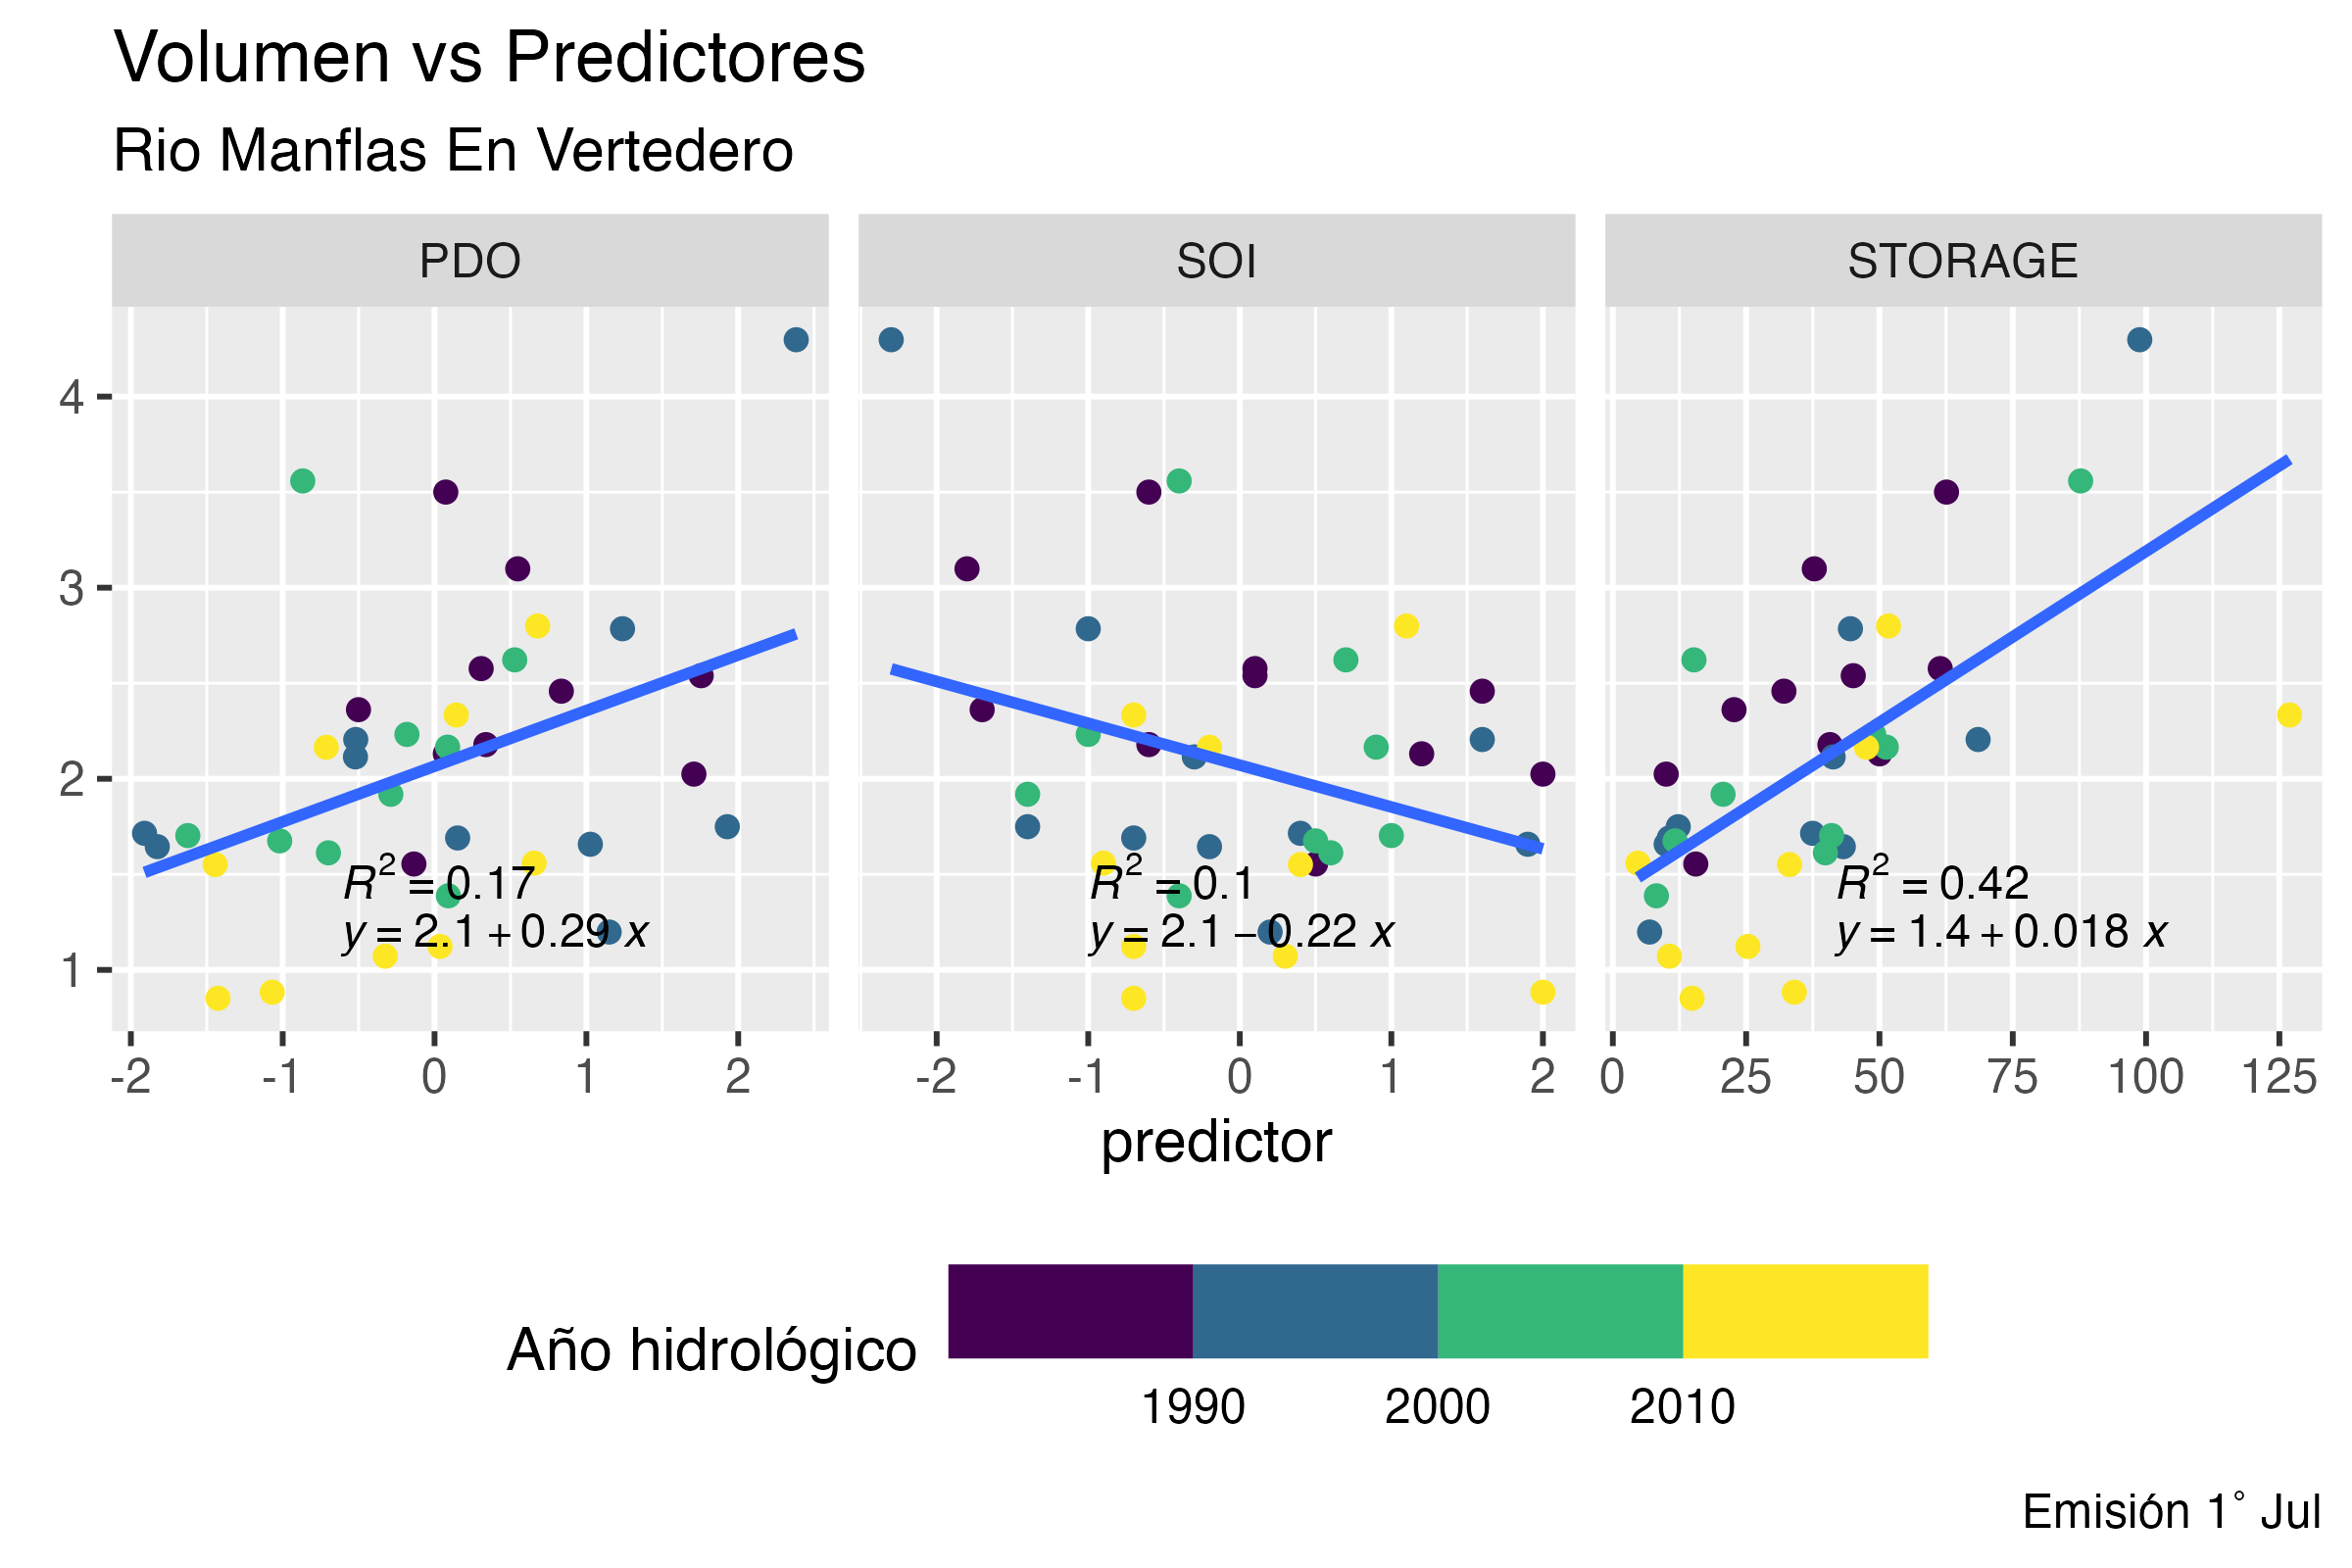 Volumen vs Predictores
Rio Manflas En Vertedero
PDO SOI STORAGE
4
3
2
1
R² = 0.17 R² = 0.1 R² = 0.42
y = 2.1 + 0.29 x y = 2.1 − 0.22 x y = 1.4 + 0.018 x
-2 -1 0 1 2 -2 -1 0 1 2 0 25 50 75 100 125
predictor
Año hidrológico
1990 2000 2010
Emisión 1° Jul